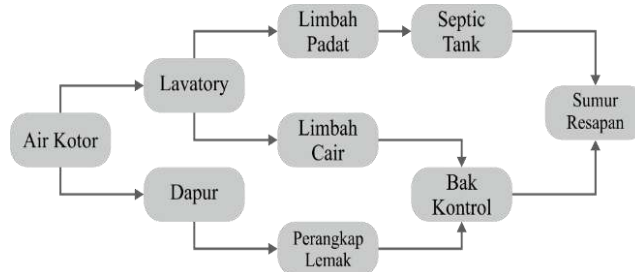 Limbah
Padat
Septic
Tank
Lavatory
Sumur
Resapan
Air Kotor
Limbah
Cair
Dapur
Bak
Kontrol
Perangkap
Lemak